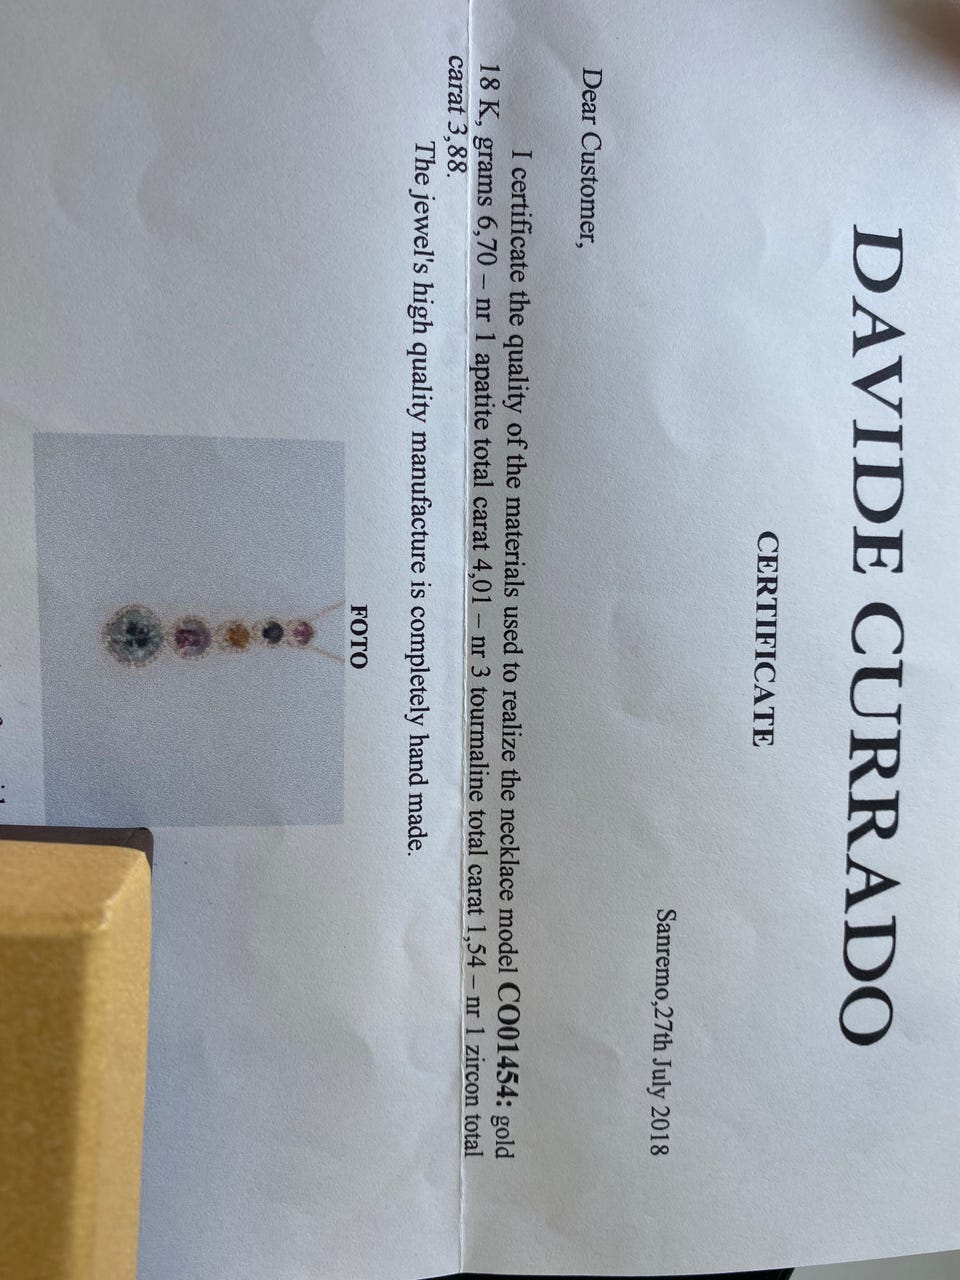 DAVIDE CURRADO
CERTIFICATE
Sanremo,27th July 2018
Dear Customer,
I certificate the quality of the materials used to realize the necklace model CO01454: gold
18 K, grams 6,70 – nr 1 apatite total carat 4,01 – nr 3 tourmaline total carat 1,54 – nr 1 zircon total
carat 3,88.
The jewel's high quality manufacture is completely hand made.
FOTO